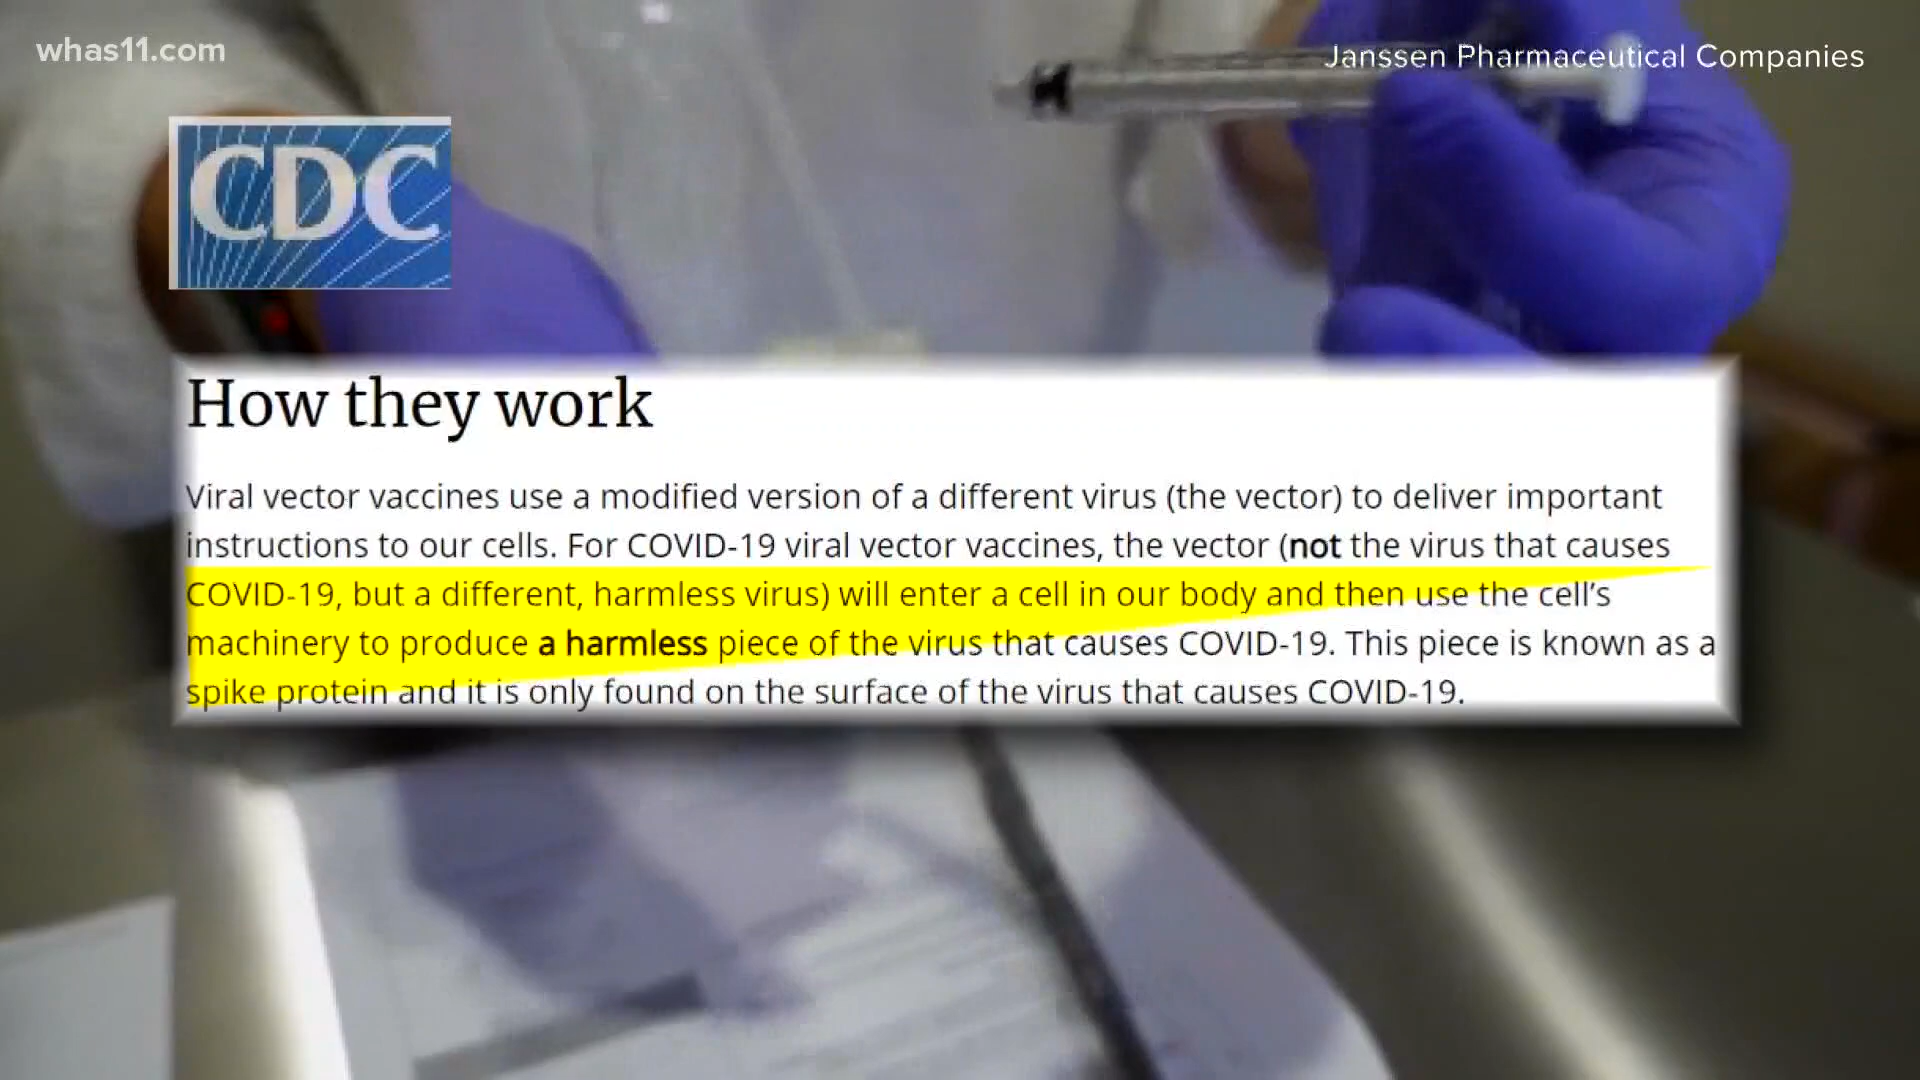 whas11.com
Janssen Pharmaceutical Companies
CDC
How they work
Viral vector vaccines use a modified version of a different virus (the vector) to deliver important
instructions to our cells. For COVID-19 viral vector vaccines, the vector (not the virus that causes
COVID-19, but a different, harmless virus) will enter a cell in our body and then use the cell’s
machinery to produce a harmless piece of the virus that causes COVID-19. This piece is known as a
spike protein and it is only found on the surface of the virus that causes COVID-19.